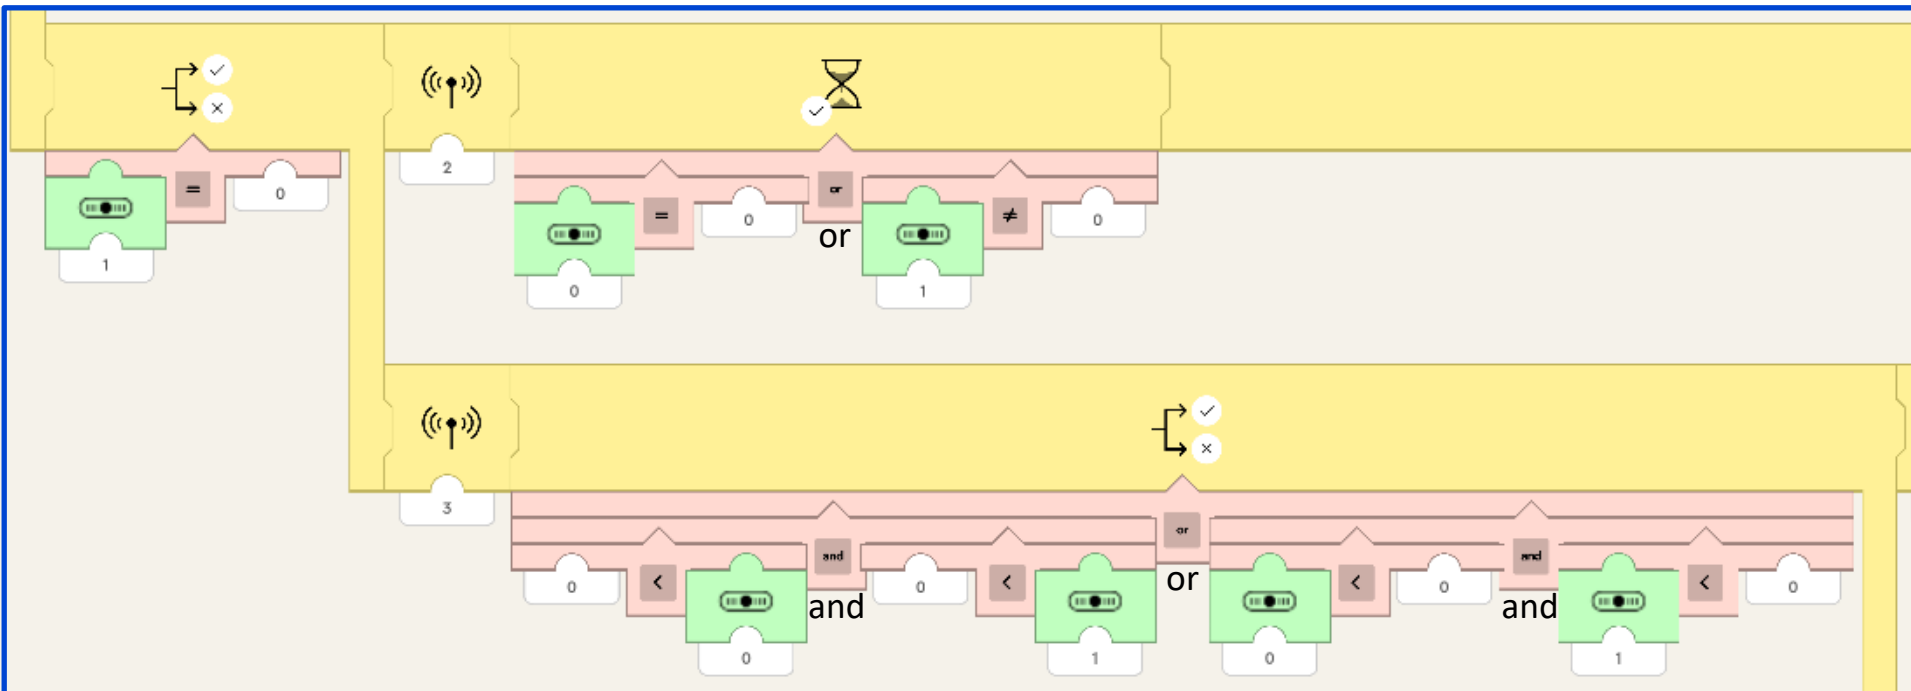 2
= 0 or
= 0 or ≠ 0
1
0 1
3
or
and and
0 < 0 < or < 0 < 0
and and
0 1 0 1